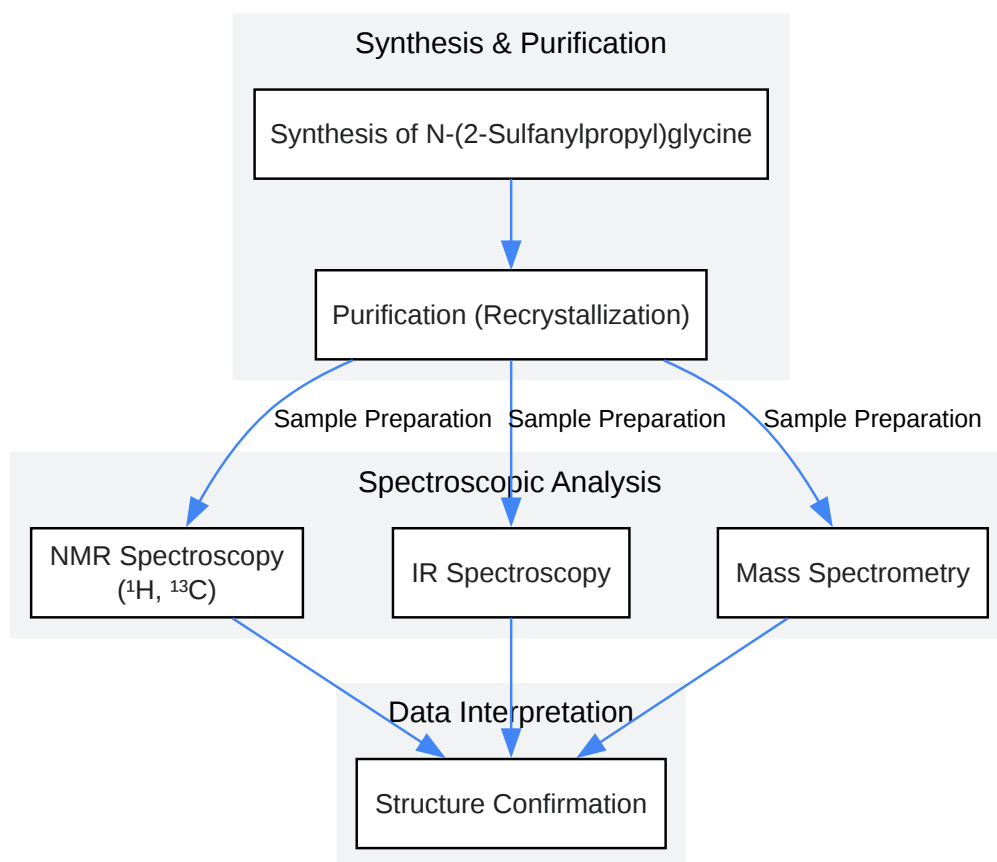 Synthesis & Purification
Synthesis of N-(2-Sulfanylpropyl)glycine
Purification (Recrystallization)
Sample Preparation
Sample Preparation
Sample Preparation
Spectroscopic Analysis
NMR Spectroscopy
(¹H, ¹³C)
IR Spectroscopy
Mass Spectrometry
Data Interpretation
Structure Confirmation